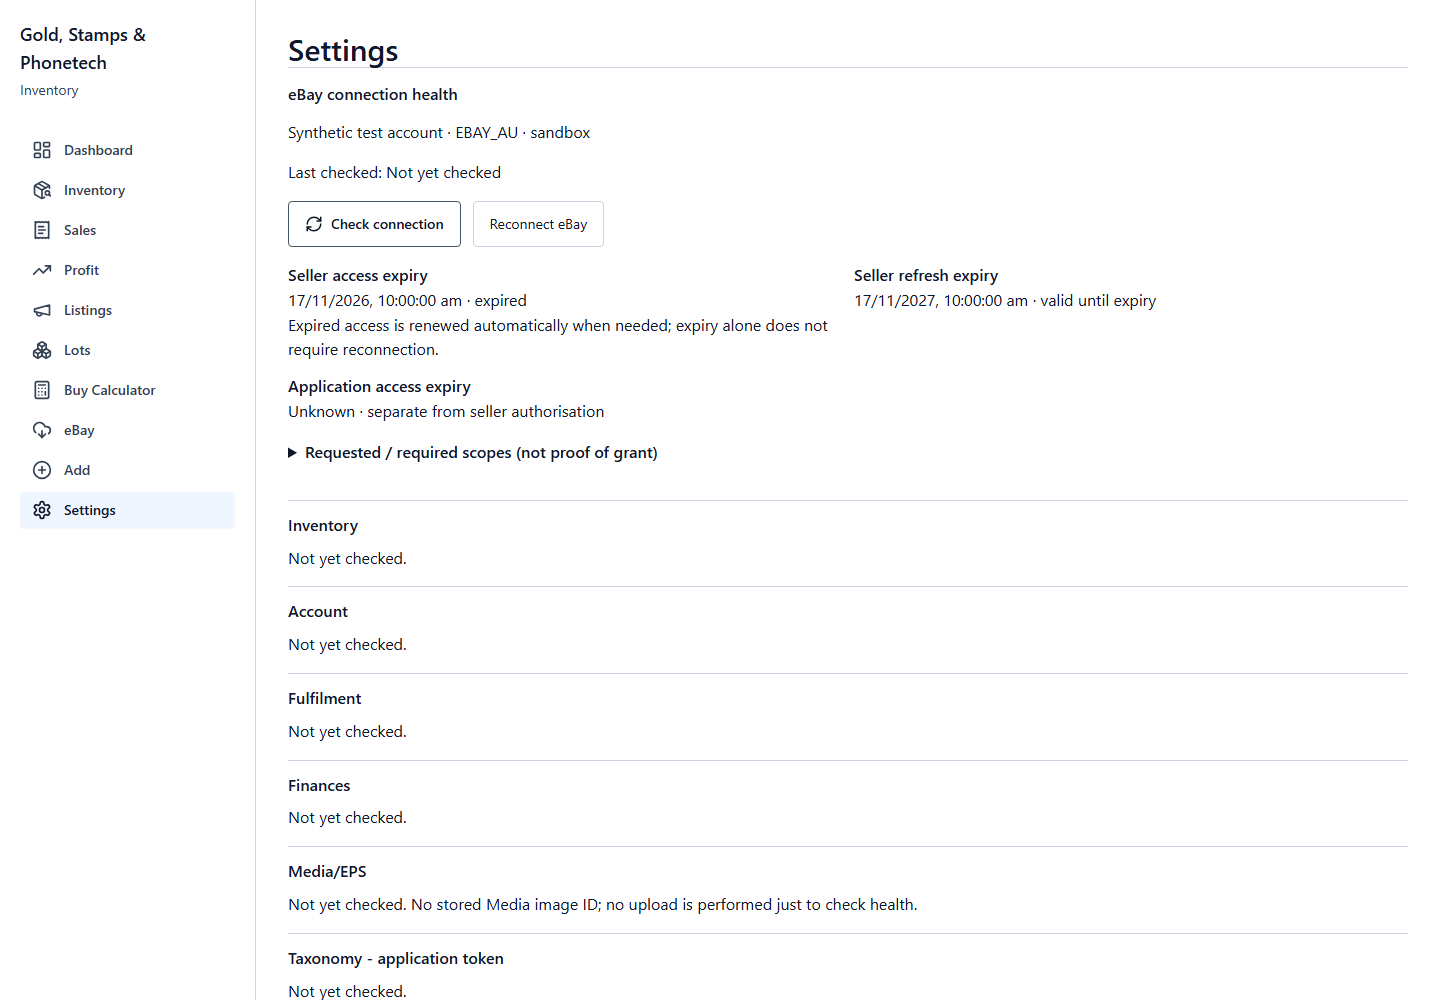 Gold, Stamps &
Phonetech
Inventory
Dashboard
Inventory
Sales
Profit
Listings
Lots
Buy Calculator
eBay
Add
Settings
Settings
eBay connection health
Synthetic test account · EBAY_AU · sandbox
Last checked: Not yet checked
Check connection
Reconnect eBay
Seller access expiry
17/11/2026, 10:00:00 am · expired
Expired access is renewed automatically when needed; expiry alone does not
require reconnection.
Seller refresh expiry
17/11/2027, 10:00:00 am · valid until expiry
Application access expiry
Unknown · separate from seller authorisation
Requested / required scopes (not proof of grant)
Inventory
Not yet checked.
Account
Not yet checked.
Fulfilment
Not yet checked.
Finances
Not yet checked.
Media/EPS
Not yet checked. No stored Media image ID; no upload is performed just to check health.
Taxonomy - application token
Not yet checked.